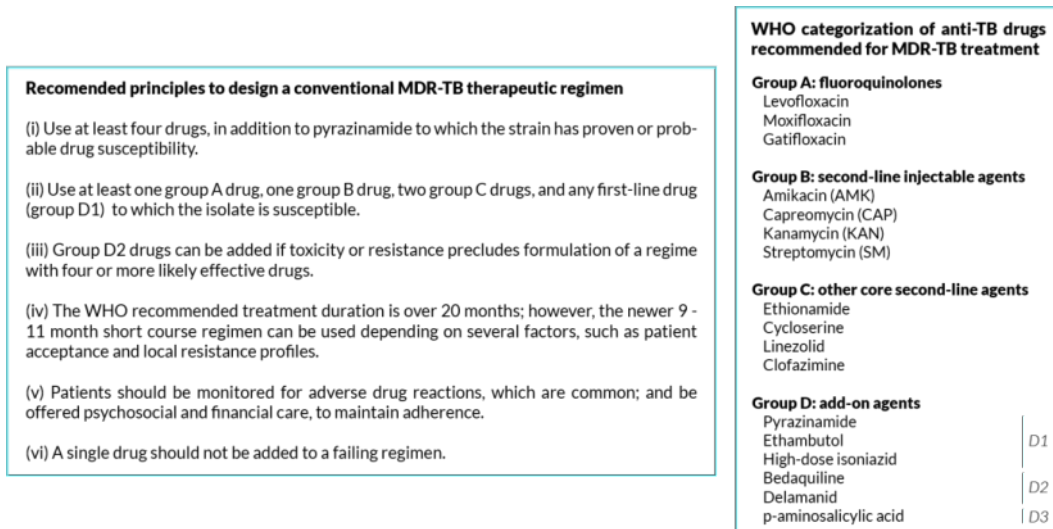 Recomended principles to design a conventional MDR-TB therapeutic regimen
(i) Use at least four drugs, in addition to pyrazinamide to which the strain has proven or prob-
able drug susceptibility.
(ii) Use at least one group A drug, one group B drug, two group C drugs, and any first-line drug
(group D1) to which the isolate is susceptible.
(iii) Group D2 drugs can be added if toxicity or resistance precludes formulation of a regime
with four or more likely effective drugs.
(iv) The WHO recommended treatment duration is over 20 months; however, the newer 9 -
11 month short course regimen can be used depending on several factors, such as patient
acceptance and local resistance profiles.
(v) Patients should be monitored for adverse drug reactions, which are common; and be
offered psychosocial and financial care, to maintain adherence.
(vi) A single drug should not be added to a failing regimen.
WHO categorization of anti-TB drugs
recommended for MDR-TB treatment
Group A: fluoroquinolones
Levofloxacin
Moxifloxacin
Gatifloxacin
Group B: second-line injectable agents
Amikacin (AMK)
Capreomycin (CAP)
Kanamycin (KAN)
Streptomycin (SM)
Group C: other core second-line agents
Ethionamide
Cycloserine
Linezolid
Clofazimine
Group D: add-on agents
Pyrazinamide
Ethambutol D1
High-dose isoniazid
Bedaquiline
D2
Delamanid
p-aminosalicylic acid D3